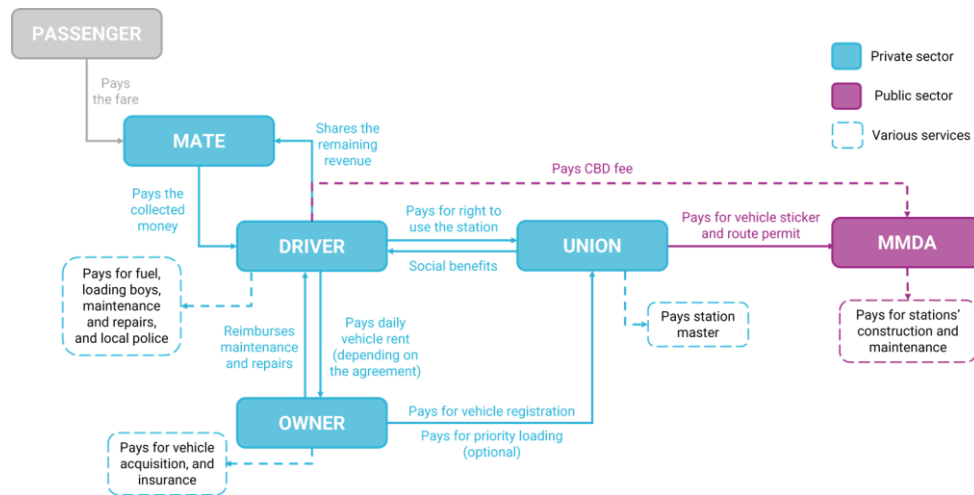 PASSENGER
Private sector
Public sector
Various services
Pays
the fare
MATE
Shares the
remaining
revenue
Pays CBD fee
Pays the
collected
money
DRIVER
Pays for right to
use the station
Social benefits
UNION
Pays for vehicle sticker
and route permit
MMDA
Pays for fuel,
loading boys,
maintenance
and repairs,
and local police
Reimburses
maintenance
and repairs
Pays daily
vehicle rent
(depending on
the agreement)
Pays station
master
Pays for stations’
construction and
maintenance
OWNER
Pays for vehicle registration
Pays for priority loading
(optional)
Pays for vehicle
acquisition, and
insurance